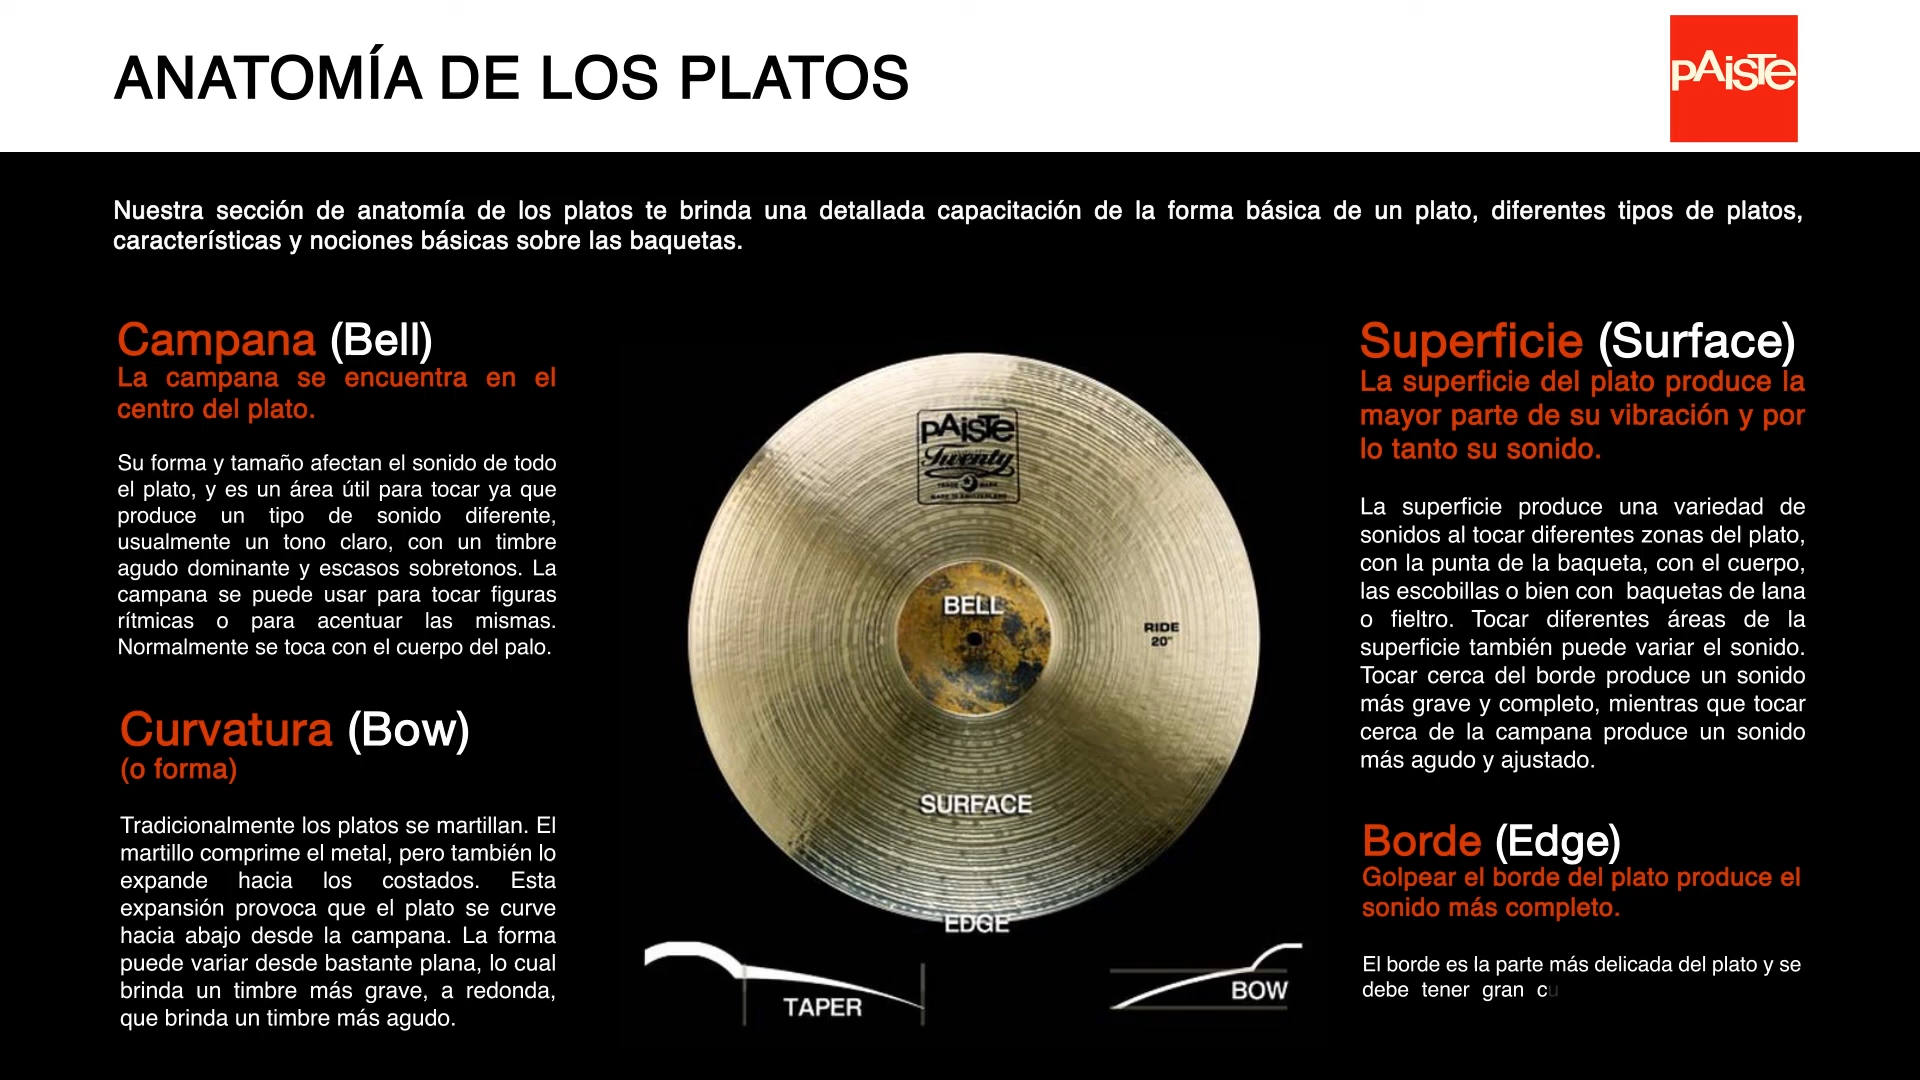 ANATOMÍA DE LOS PLATOS
PAiSTe
Nuestra sección de anatomía de los platos te brinda una detallada capacitación de la forma básica de un plato, diferentes tipos de platos,
características y nociones básicas sobre las baquetas.
Campana (Bell)
La campana se encuentra en el
centro del plato.
Su forma y tamaño afectan el sonido de todo
el plato, y es un área útil para tocar ya que
produce un tipo de sonido diferente,
usualmente un tono claro, con un timbre
agudo dominante y escasos sobretonos. La
campana se puede usar para tocar figuras
rítmicas o para acentuar las mismas.
Normalmente se toca con el cuerpo del palo.
Curvatura (Bow)
(o forma)
Tradicionalmente los platos se martillan. El
martillo comprime el metal, pero también lo
expande hacia los costados. Esta
expansión provoca que el plato se curve
hacia abajo desde la campana. La forma
puede variar desde bastante plana, lo cual
brinda un timbre más grave, a redonda,
que brinda un timbre más agudo.
PAiSTe
Twenty
TRADE MARK
MADE IN SWITZERLAND
BELL
RIDE
20"
SURFACE
EDGE
TAPER
BOW
Superficie (Surface)
La superficie del plato produce la
mayor parte de su vibración y por
lo tanto su sonido.
La superficie produce una variedad de
sonidos al tocar diferentes zonas del plato,
con la punta de la baqueta, con el cuerpo,
las escobillas o bien con baquetas de lana
o fieltro. Tocar diferentes áreas de la
superficie también puede variar el sonido.
Tocar cerca del borde produce un sonido
más grave y completo, mientras que tocar
cerca de la campana produce un sonido
más agudo y ajustado.
Borde (Edge)
Golpear el borde del plato produce el
sonido más completo.
El borde es la parte más delicada del plato y se
debe tener gran cu